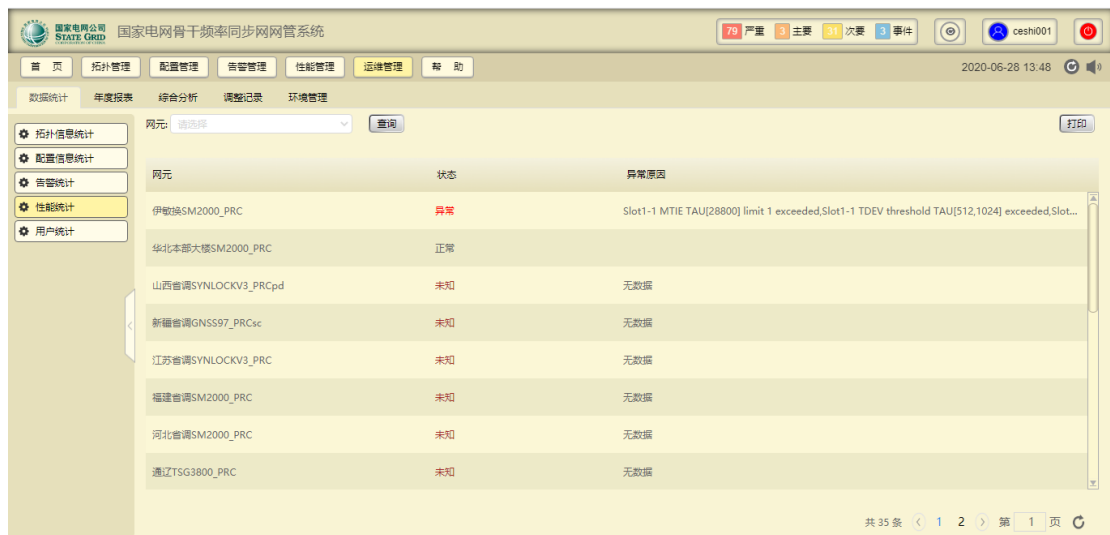 国家电网公司 国家电网骨干频率同步网网管系统 79 严重 3 主要 31 次要 3 事件 ceshi001
STATE GRID
首 页 拓扑管理 配置管理 告警管理 性能管理 运维管理 帮 助 2020-06-28 13:48
数据统计 年度报表 综合分析 调整记录 环境管理
网元: 请选择 查询 打印
拓扑信息统计
配置信息统计
告警统计
性能统计
用户统计
网元 状态 异常原因
伊敏换SM2000_PRC 异常 Slot1-1 MTIE TAU[28800] limit 1 exceeded,Slot1-1 TDEV threshold TAU[512,1024] exceeded,Slot...
华北本部大楼SM2000_PRC 正常
山西省调SYNLOCKV3_PRCpd 未知 无数据
新疆省调GNSS97_PRCsc 未知 无数据
江苏省调SYNLOCKV3_PRC 未知 无数据
福建省调SM2000_PRC 未知 无数据
河北省调SM2000_PRC 未知 无数据
通辽TSG3800_PRC 未知 无数据
共 35 条 1 2 第 1 页